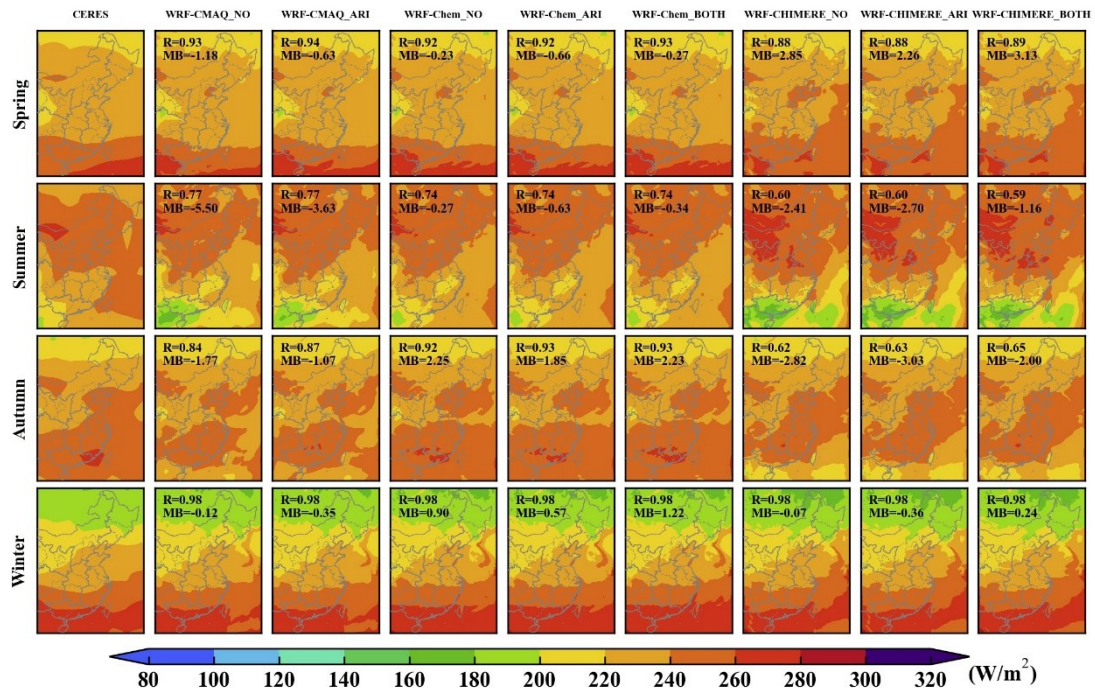 CERES WRF-CMAQ_NO WRF-CMAQ_ARI WRF-Chem_NO WRF-Chem_ARI WRF-Chem_BOTH WRF-CHIMERE_NO WRF-CHIMERE_ARI WRF-CHIMERE_BOTH
Spring
R=0.93 R=0.94 R=0.92 R=0.92 R=0.93 R=0.88 R=0.88 R=0.89
MB=-1.18 MB=-0.63 MB=-0.23 MB=-0.66 MB=-0.27 MB=2.85 MB=2.26 MB=3.13
Summer
R=0.77 R=0.77 R=0.74 R=0.74 R=0.74 R=0.60 R=0.60 R=0.59
MB=-5.50 MB=-3.63 MB=-0.27 MB=-0.63 MB=-0.34 MB=-2.41 MB=-2.70 MB=-1.16
Autumn
R=0.84 R=0.87 R=0.92 R=0.93 R=0.93 R=0.62 R=0.63 R=0.65
MB=-1.77 MB=-1.07 MB=2.25 MB=1.85 MB=2.23 MB=-2.82 MB=-3.03 MB=-2.00
Winter
R=0.98 R=0.98 R=0.98 R=0.98 R=0.98 R=0.98 R=0.98 R=0.98
MB=-0.12 MB=-0.35 MB=0.90 MB=0.57 MB=1.22 MB=-0.07 MB=-0.36 MB=0.24
80 100 120 140 160 180 200 220 240 260 280 300 320 (W/m²)